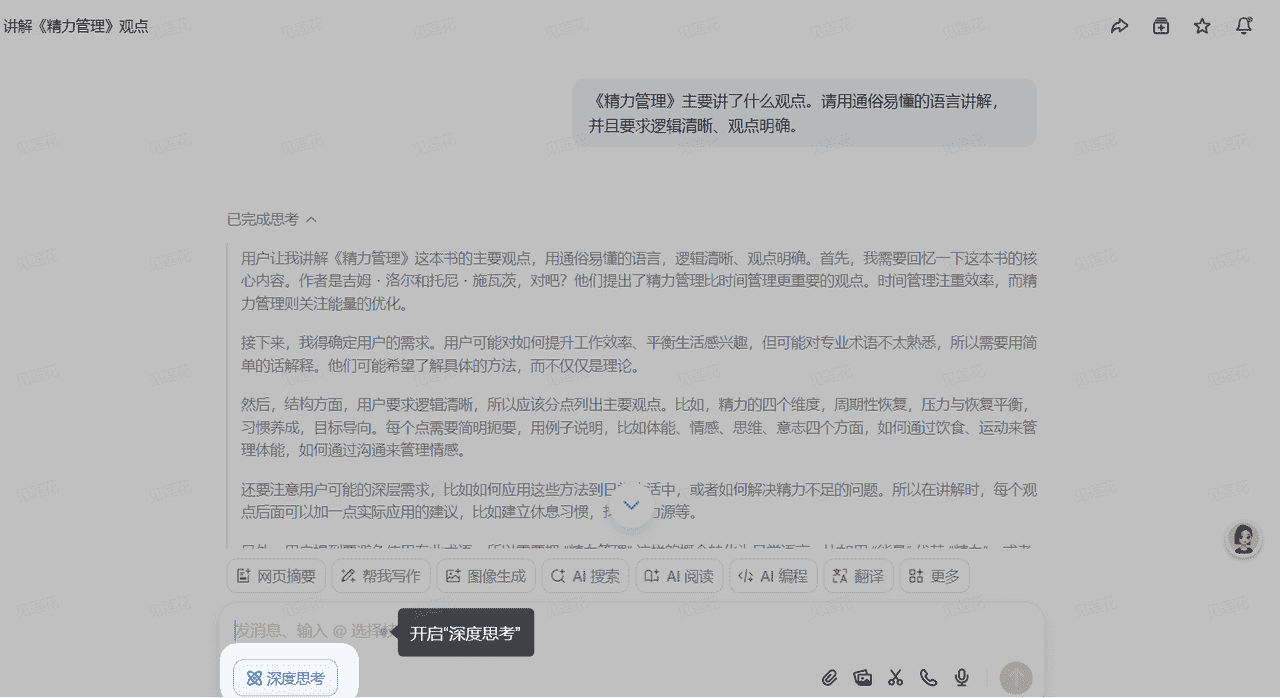 讲解《精力管理》观点
《精力管理》主要讲了什么观点。请用通俗易懂的语言讲解,
并且要求逻辑清晰、观点明确。
已完成思考
用户让我讲解《精力管理》这本书的主要观点,用通俗易懂的语言,逻辑清晰、观点明确。首先,我需要回忆一下这本书的核
心内容。作者是吉姆·洛尔和托尼·施瓦茨,对吧?他们提出了精力管理比时间管理更重要的观点。时间管理注重效率,而精
力管理则关注能量的优化。
接下来,我得确定用户的需求。用户可能对如何提升工作效率、平衡生活感兴趣,但可能对专业术语不太熟悉,所以需要用简
单的话解释。他们可能希望了解具体的方法,而不仅仅是理论。
然后,结构方面,用户要求逻辑清晰,所以应该分点列出主要观点。比如,精力的四个维度,周期性恢复,压力与恢复平衡,
习惯养成,目标导向。每个点需要简明扼要,用例子说明,比如体能、情感、思维、意志四个方面,如何通过饮食、运动来管
理体能,如何通过沟通来管理情感。
还要注意用户可能的深层需求,比如如何应用这些方法到日 活中,或者如何解决精力不足的问题。所以在讲解时,每个观
点后面可以加一点实际应用的建议,比如建立休息习惯, 力源等。
网页摘要 帮我写作 图像生成 AI 搜索 AI 阅读 AI 编程 翻译 更多
发消息、输入 @ 选择
开启“深度思考”
深度思考
见莲花